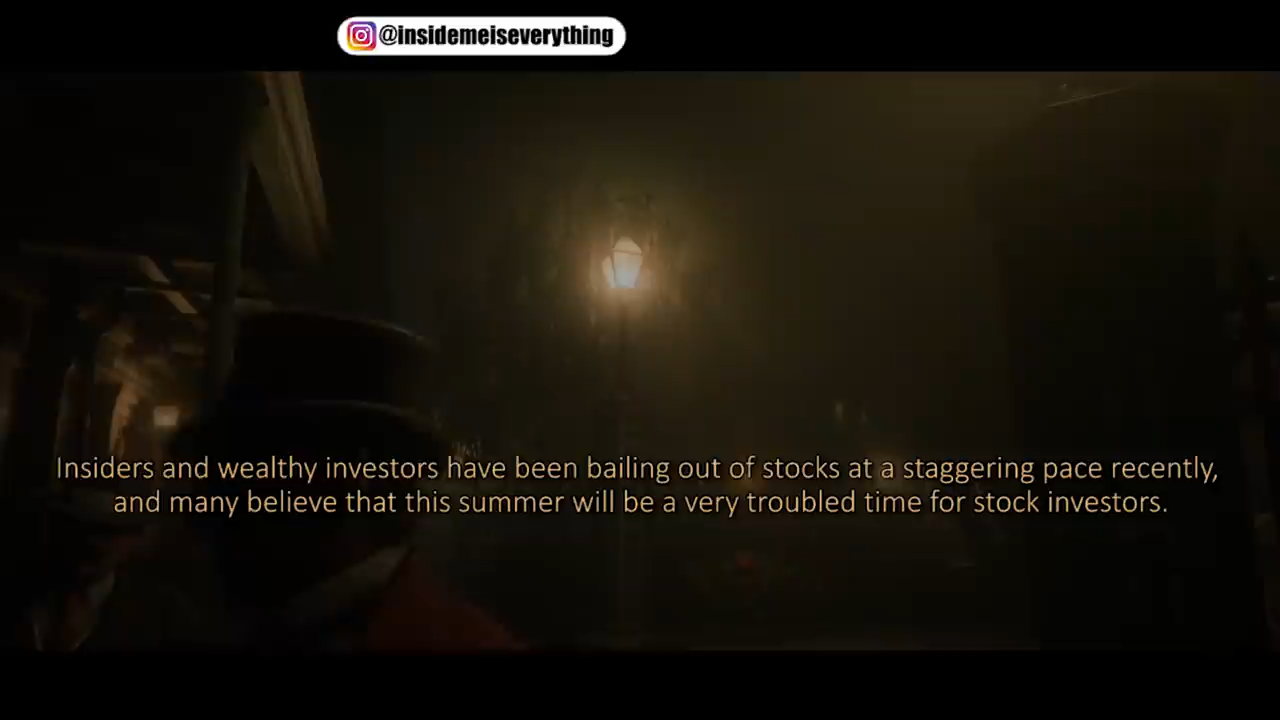 @insidemeiseverything
Insiders and wealthy investors have been bailing out of stocks at a staggering pace recently,
and many believe that this summer will be a very troubled time for stock investors.